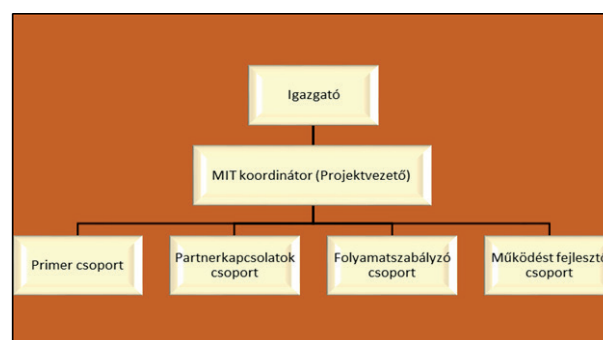 Igazgató
MIT koordinátor (Projektvezető)
Primer csoport
Partnerkapcsolatok
csoport
Folyamatszabályzó
csoport
Működést fejlesztő
csoport